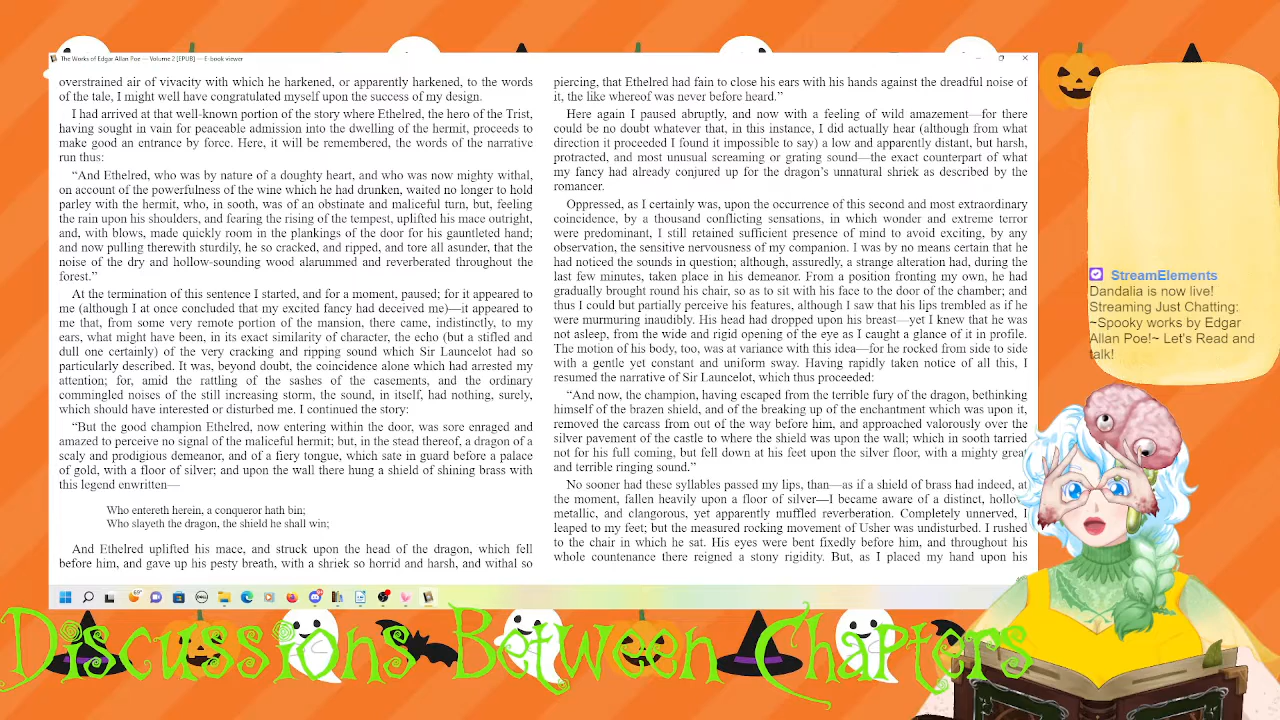 The Works of Edgar Allan Poe — Volume 2 [EPUB] — E-book viewer
overstrained air of vivacity with which he harkened, or apparently harkened, to the words
of the tale, I might well have congratulated myself upon the success of my design.
I had arrived at that well-known portion of the story where Ethelred, the hero of the Trist,
having sought in vain for peaceable admission into the dwelling of the hermit, proceeds to
make good an entrance by force. Here, it will be remembered, the words of the narrative
run thus:
“And Ethelred, who was by nature of a doughty heart, and who was now mighty withal,
on account of the powerfulness of the wine which he had drunken, waited no longer to hold
parley with the hermit, who, in sooth, was of an obstinate and maliceful turn, but, feeling
the rain upon his shoulders, and fearing the rising of the tempest, uplifted his mace outright,
and, with blows, made quickly room in the plankings of the door for his gauntleted hand;
and now pulling therewith sturdily, he so cracked, and ripped, and tore all asunder, that the
noise of the dry and hollow-sounding wood alarummed and reverberated throughout the
forest.”
At the termination of this sentence I started, and for a moment, paused; for it appeared to
me (although I at once concluded that my excited fancy had deceived me)—it appeared to
me that, from some very remote portion of the mansion, there came, indistinctly, to my
ears, what might have been, in its exact similarity of character, the echo (but a stifled and
dull one certainly) of the very cracking and ripping sound which Sir Launcelot had so
particularly described. It was, beyond doubt, the coincidence alone which had arrested my
attention; for, amid the rattling of the sashes of the casements, and the ordinary
commingled noises of the still increasing storm, the sound, in itself, had nothing, surely,
which should have interested or disturbed me. I continued the story:
“But the good champion Ethelred, now entering within the door, was sore enraged and
amazed to perceive no signal of the maliceful hermit; but, in the stead thereof, a dragon of a
scaly and prodigious demeanor, and of a fiery tongue, which sate in guard before a palace
of gold, with a floor of silver; and upon the wall there hung a shield of shining brass with
this legend enwritten—
Who entereth herein, a conqueror hath bin;
Who slayeth the dragon, the shield he shall win;
And Ethelred uplifted his mace, and struck upon the head of the dragon, which fell
before him, and gave up his pesty breath, with a shriek so horrid and harsh, and withal so
piercing, that Ethelred had fain to close his ears with his hands against the dreadful noise of
it, the like whereof was never before heard.”
Here again I paused abruptly, and now with a feeling of wild amazement—for there
could be no doubt whatever that, in this instance, I did actually hear (although from what
direction it proceeded I found it impossible to say) a low and apparently distant, but harsh,
protracted, and most unusual screaming or grating sound—the exact counterpart of what
my fancy had already conjured up for the dragon’s unnatural shriek as described by the
romancer.
Oppressed, as I certainly was, upon the occurrence of this second and most extraordinary
coincidence, by a thousand conflicting sensations, in which wonder and extreme terror
were predominant, I still retained sufficient presence of mind to avoid exciting, by any
observation, the sensitive nervousness of my companion. I was by no means certain that he
had noticed the sounds in question; although, assuredly, a strange alteration had, during the
last few minutes, taken place in his demeanor. From a position fronting my own, he had
gradually brought round his chair, so as to sit with his face to the door of the chamber; and
thus I could but partially perceive his features, although I saw that his lips trembled as if he
were murmuring inaudibly. His head had dropped upon his breast—yet I knew that he was
not asleep, from the wide and rigid opening of the eye as I caught a glance of it in profile.
The motion of his body, too, was at variance with this idea—for he rocked from side to side
with a gentle yet constant and uniform sway. Having rapidly taken notice of all this, I
resumed the narrative of Sir Launcelot, which thus proceeded:
“And now, the champion, having escaped from the terrible fury of the dragon, bethinking
himself of the brazen shield, and of the breaking up of the enchantment which was upon it,
removed the carcass from out of the way before him, and approached valorously over the
silver pavement of the castle to where the shield was upon the wall; which in sooth tarried
not for his full coming, but fell down at his feet upon the silver floor, with a mighty great
and terrible ringing sound.”
No sooner had these syllables passed my lips, than—as if a shield of brass had indeed, at
the moment, fallen heavily upon a floor of silver—I became aware of a distinct, hollow,
metallic, and clangorous, yet apparently muffled reverberation. Completely unnerved, I
leaped to my feet; but the measured rocking movement of Usher was undisturbed. I rushed
to the chair in which he sat. His eyes were bent fixedly before him, and throughout his
whole countenance there reigned a stony rigidity. But, as I placed my hand upon his
StreamElements
Dandalia is now live!
Streaming Just Chatting:
~Spooky works by Edgar
Allan Poe!~ Let's Read and
talk!
69°
Discussions Between Chapters